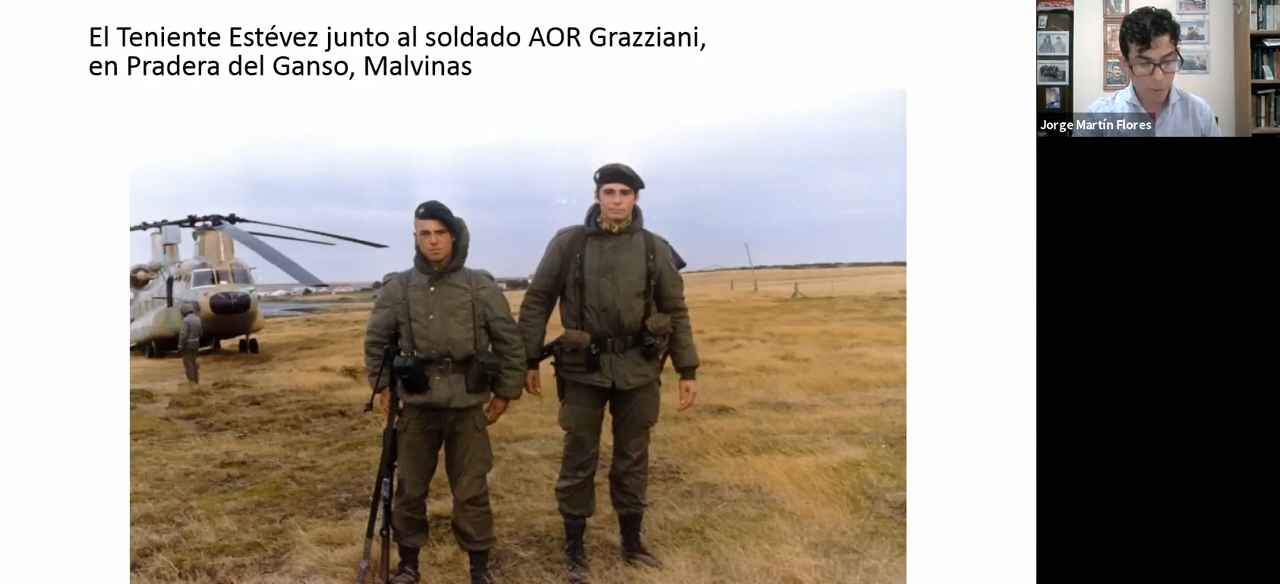 El Teniente Estévez junto al soldado AOR Grazziani,
en Pradera del Ganso, Malvinas
Jorge Martín Flores